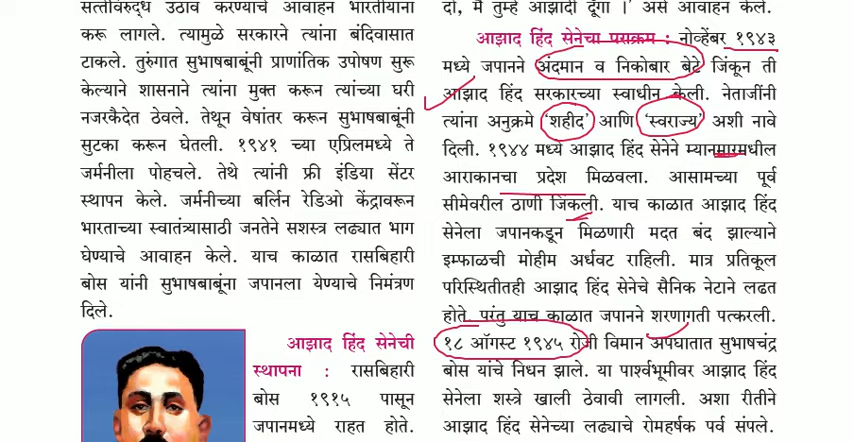 सत्तेविरुद्ध उठाव करण्याचे आवाहन भारतीयांना
करू लागले. त्यामुळे सरकारने त्यांना बंदिवासात
टाकले. तुरुंगात सुभाषबाबूंनी प्राणांतिक उपोषण सुरू
केल्याने शासनाने त्यांना मुक्त करून त्यांच्या घरी
नजरकैदेत ठेवले. तेथून वेषांतर करून सुभाषबाबूंनी
सुटका करून घेतली. १९४१ च्या एप्रिलमध्ये ते
जर्मनीला पोहचले. तेथे त्यांनी फ्री इंडिया सेंटर
स्थापन केले. जर्मनीच्या बर्लिन रेडिओ केंद्रावरून
भारताच्या स्वातंत्र्यासाठी जनतेने सशस्त्र लढ्यात भाग
घेण्याचे आवाहन केले. याच काळात रासबिहारी
बोस यांनी सुभाषबाबूंना जपानला येण्याचे निमंत्रण
दिले.
आझाद हिंद सेनेची
स्थापना : रासबिहारी
बोस १९१५ पासून
जपानमध्ये राहत होते.
दो, मैं तुम्हे आझादी दूँगा ।' असे आवाहन केले.
आझाद हिंद सेनेचा पराक्रम : नोव्हेंबर १९४३
मध्ये जपानने अंदमान व निकोबार बेटे जिंकून ती
आझाद हिंद सरकारच्या स्वाधीन केली. नेताजींनी
त्यांना अनुक्रमे 'शहीद' आणि 'स्वराज्य' अशी नावे
दिली. १९४४ मध्ये आझाद हिंद सेनेने म्यानमारमधील
आराकानचा प्रदेश मिळवला. आसामच्या पूर्व
सीमेवरील ठाणी जिंकली. याच काळात आझाद हिंद
सेनेला जपानकडून मिळणारी मदत बंद झाल्याने
इम्फाळची मोहीम अर्धवट राहिली. मात्र प्रतिकूल
परिस्थितीतही आझाद हिंद सेनेचे सैनिक नेटाने लढत
होते. परंतु याच काळात जपानने शरणागती पत्करली.
१८ ऑगस्ट १९४५ रोजी विमान अपघातात सुभाषचंद्र
बोस यांचे निधन झाले. या पार्श्वभूमीवर आझाद हिंद
सेनेला शस्त्रे खाली ठेवावी लागली. अशा रीतीने
आझाद हिंद सेनेच्या लढ्याचे रोमहर्षक पर्व संपले.